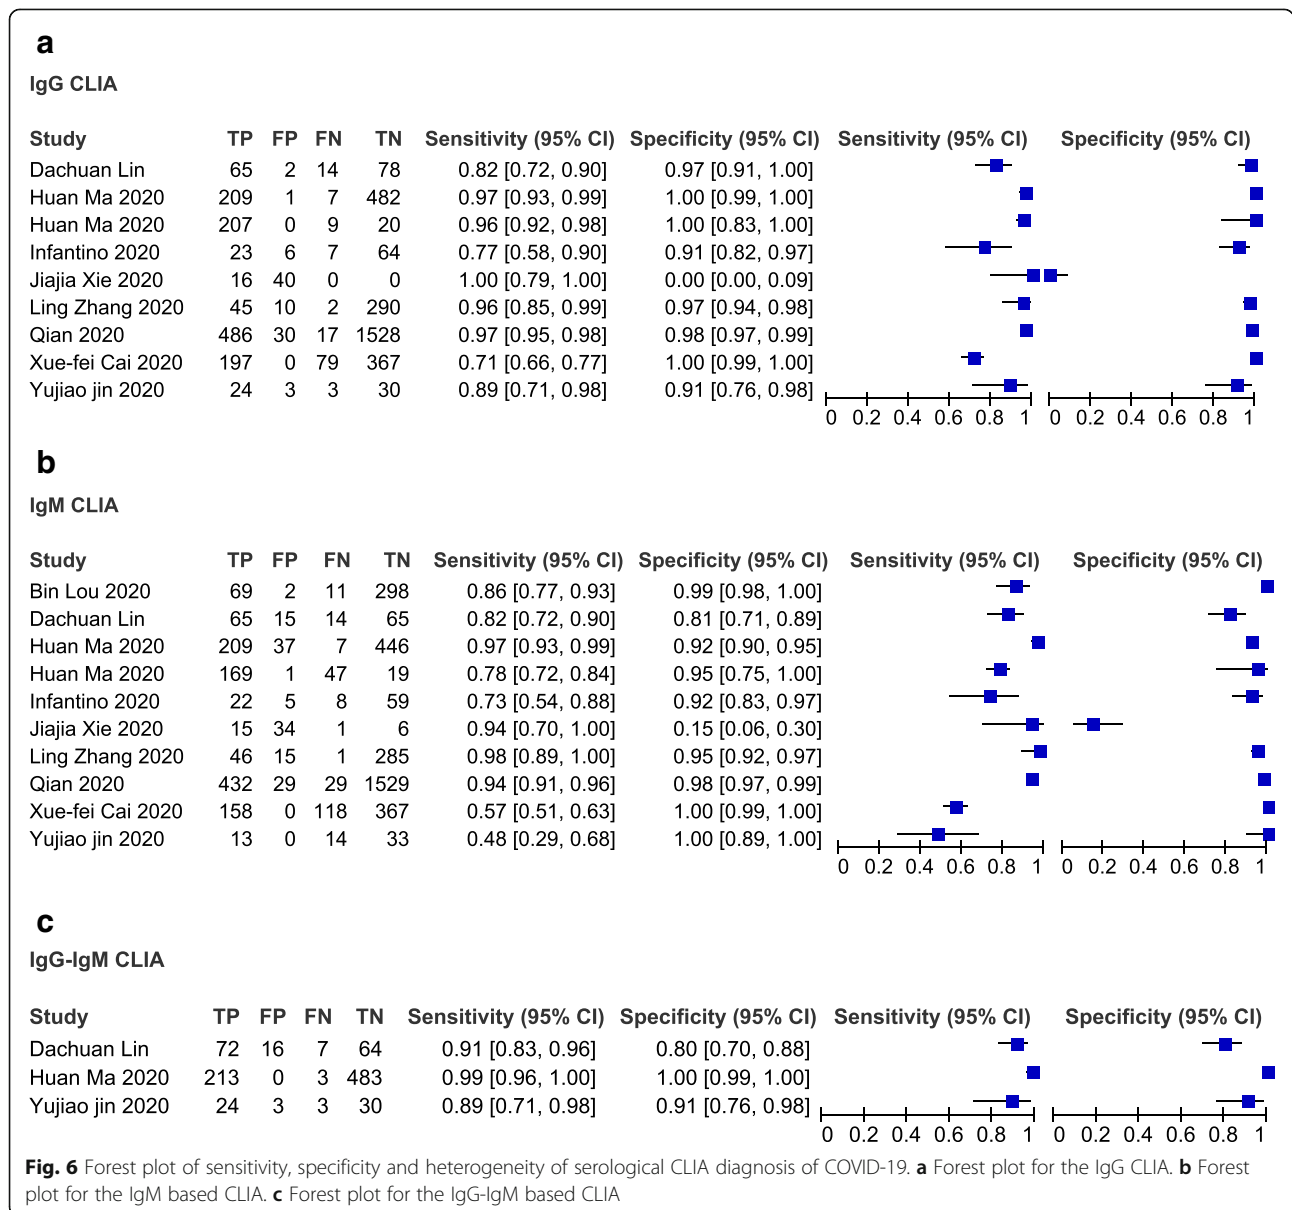 a
IgG CLIA
Study TP FP FN TN Sensitivity (95% CI) Specificity (95% CI) Sensitivity (95% CI) Specificity (95% CI)
Dachuan Lin 65 2 14 78 0.82 [0.72, 0.90] 0.97 [0.91, 1.00]
Huan Ma 2020 209 1 7 482 0.97 [0.93, 0.99] 1.00 [0.99, 1.00]
Huan Ma 2020 207 0 9 20 0.96 [0.92, 0.98] 1.00 [0.83, 1.00]
Infantino 2020 23 6 7 64 0.77 [0.58, 0.90] 0.91 [0.82, 0.97]
Jiajia Xie 2020 16 40 0 0 1.00 [0.79, 1.00] 0.00 [0.00, 0.09]
Ling Zhang 2020 45 10 2 290 0.96 [0.85, 0.99] 0.97 [0.94, 0.98]
Qian 2020 486 30 17 1528 0.97 [0.95, 0.98] 0.98 [0.97, 0.99]
Xue-fei Cai 2020 197 0 79 367 0.71 [0.66, 0.77] 1.00 [0.99, 1.00]
Yujiao jin 2020 24 3 3 30 0.89 [0.71, 0.98] 0.91 [0.76, 0.98]
0 0.2 0.4 0.6 0.8 1 0 0.2 0.4 0.6 0.8 1
b
IgM CLIA
Study TP FP FN TN Sensitivity (95% CI) Specificity (95% CI) Sensitivity (95% CI) Specificity (95% CI)
Bin Lou 2020 69 2 11 298 0.86 [0.77, 0.93] 0.99 [0.98, 1.00]
Dachuan Lin 65 15 14 65 0.82 [0.72, 0.90] 0.81 [0.71, 0.89]
Huan Ma 2020 209 37 7 446 0.97 [0.93, 0.99] 0.92 [0.90, 0.95]
Huan Ma 2020 169 1 47 19 0.78 [0.72, 0.84] 0.95 [0.75, 1.00]
Infantino 2020 22 5 8 59 0.73 [0.54, 0.88] 0.92 [0.83, 0.97]
Jiajia Xie 2020 15 34 1 6 0.94 [0.70, 1.00] 0.15 [0.06, 0.30]
Ling Zhang 2020 46 15 1 285 0.98 [0.89, 1.00] 0.95 [0.92, 0.97]
Qian 2020 432 29 29 1529 0.94 [0.91, 0.96] 0.98 [0.97, 0.99]
Xue-fei Cai 2020 158 0 118 367 0.57 [0.51, 0.63] 1.00 [0.99, 1.00]
Yujiao jin 2020 13 0 14 33 0.48 [0.29, 0.68] 1.00 [0.89, 1.00]
0 0.2 0.4 0.6 0.8 1 0 0.2 0.4 0.6 0.8 1
c
IgG-IgM CLIA
Study TP FP FN TN Sensitivity (95% CI) Specificity (95% CI) Sensitivity (95% CI) Specificity (95% CI)
Dachuan Lin 72 16 7 64 0.91 [0.83, 0.96] 0.80 [0.70, 0.88]
Huan Ma 2020 213 0 3 483 0.99 [0.96, 1.00] 1.00 [0.99, 1.00]
Yujiao jin 2020 24 3 3 30 0.89 [0.71, 0.98] 0.91 [0.76, 0.98]
0 0.2 0.4 0.6 0.8 1 0 0.2 0.4 0.6 0.8 1
Fig. 6 Forest plot of sensitivity, specificity and heterogeneity of serological CLIA diagnosis of COVID-19. a Forest plot for the IgG CLIA. b Forest
plot for the IgM based CLIA. c Forest plot for the IgG-IgM based CLIA